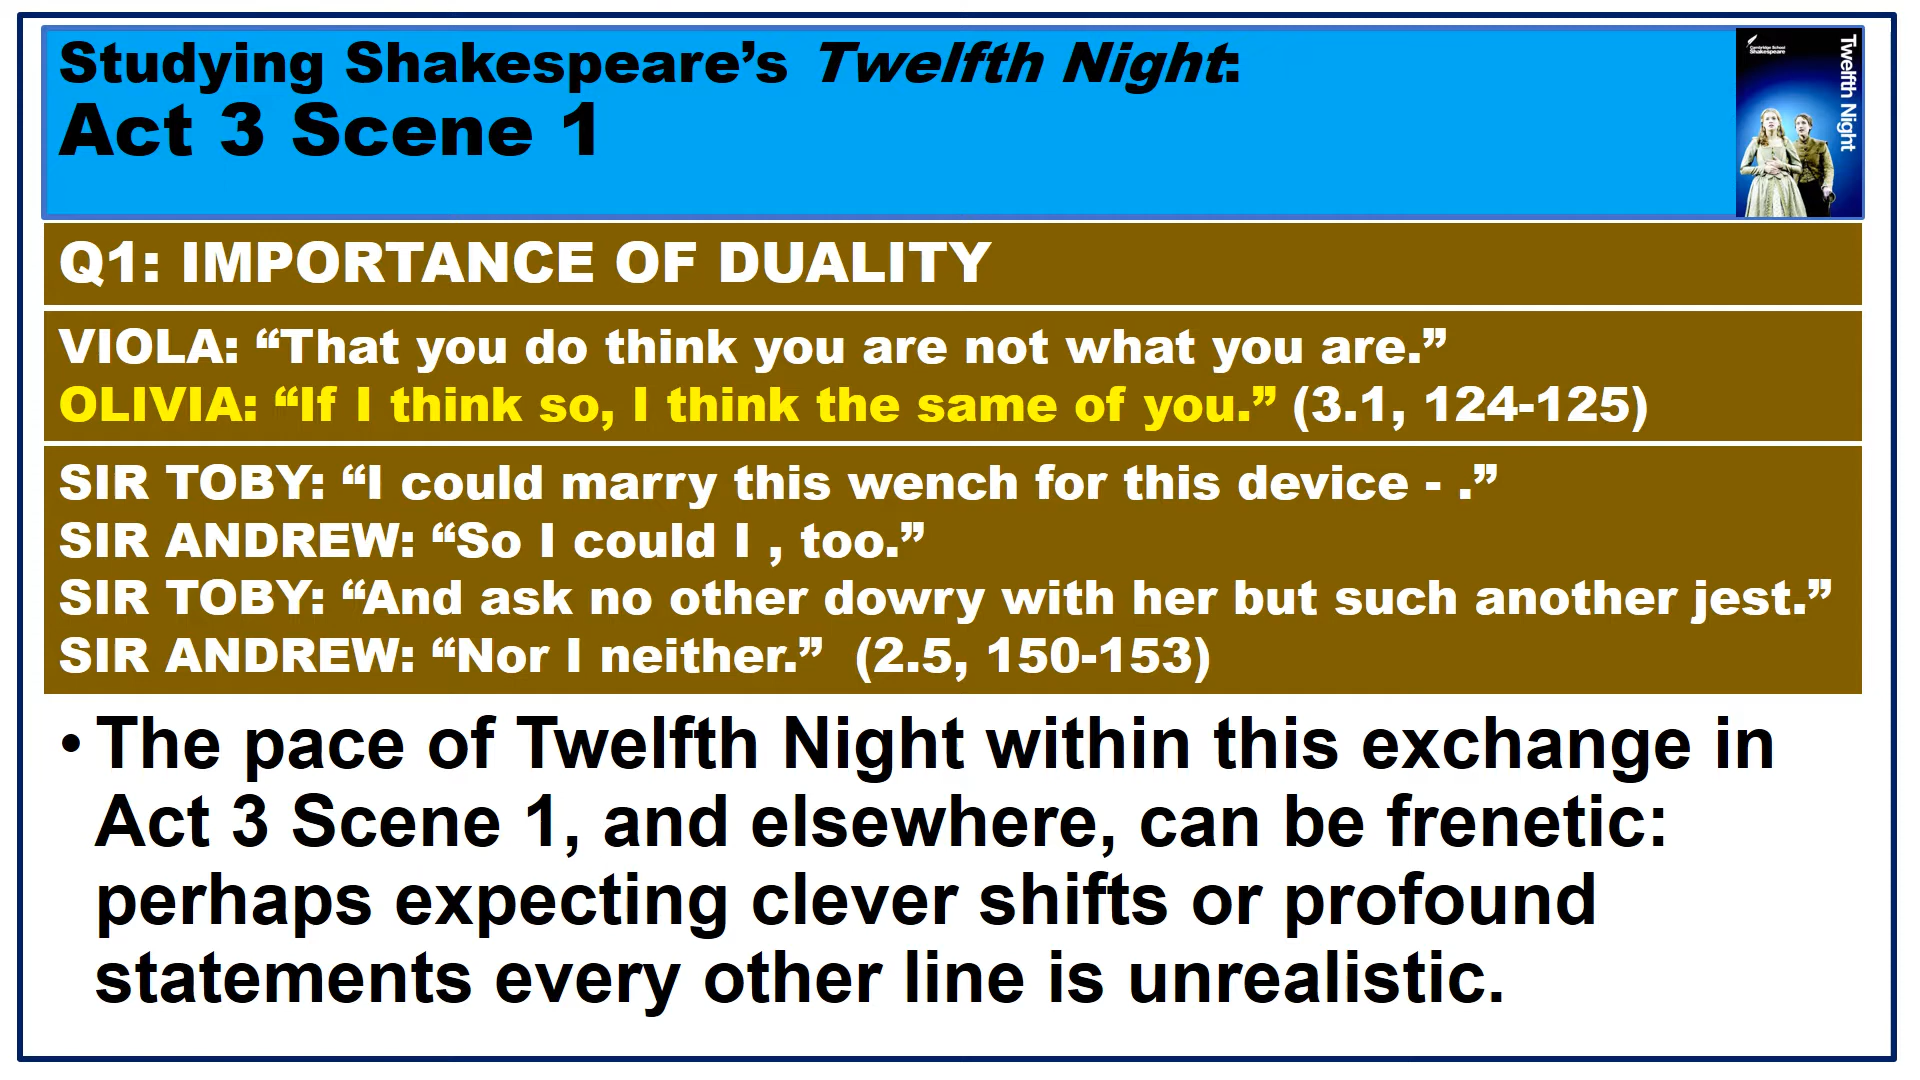 Studying Shakespeare’s Twelfth Night:
Act 3 Scene 1
Cambridge School
Shakespeare
Twelfth Night
Q1: IMPORTANCE OF DUALITY
VIOLA: “That you do think you are not what you are.”
OLIVIA: “If I think so, I think the same of you.” (3.1, 124-125)
SIR TOBY: “I could marry this wench for this device - .”
SIR ANDREW: “So I could I , too.”
SIR TOBY: “And ask no other dowry with her but such another jest.”
SIR ANDREW: “Nor I neither.”  (2.5, 150-153)
• The pace of Twelfth Night within this exchange in
Act 3 Scene 1, and elsewhere, can be frenetic:
perhaps expecting clever shifts or profound
statements every other line is unrealistic.